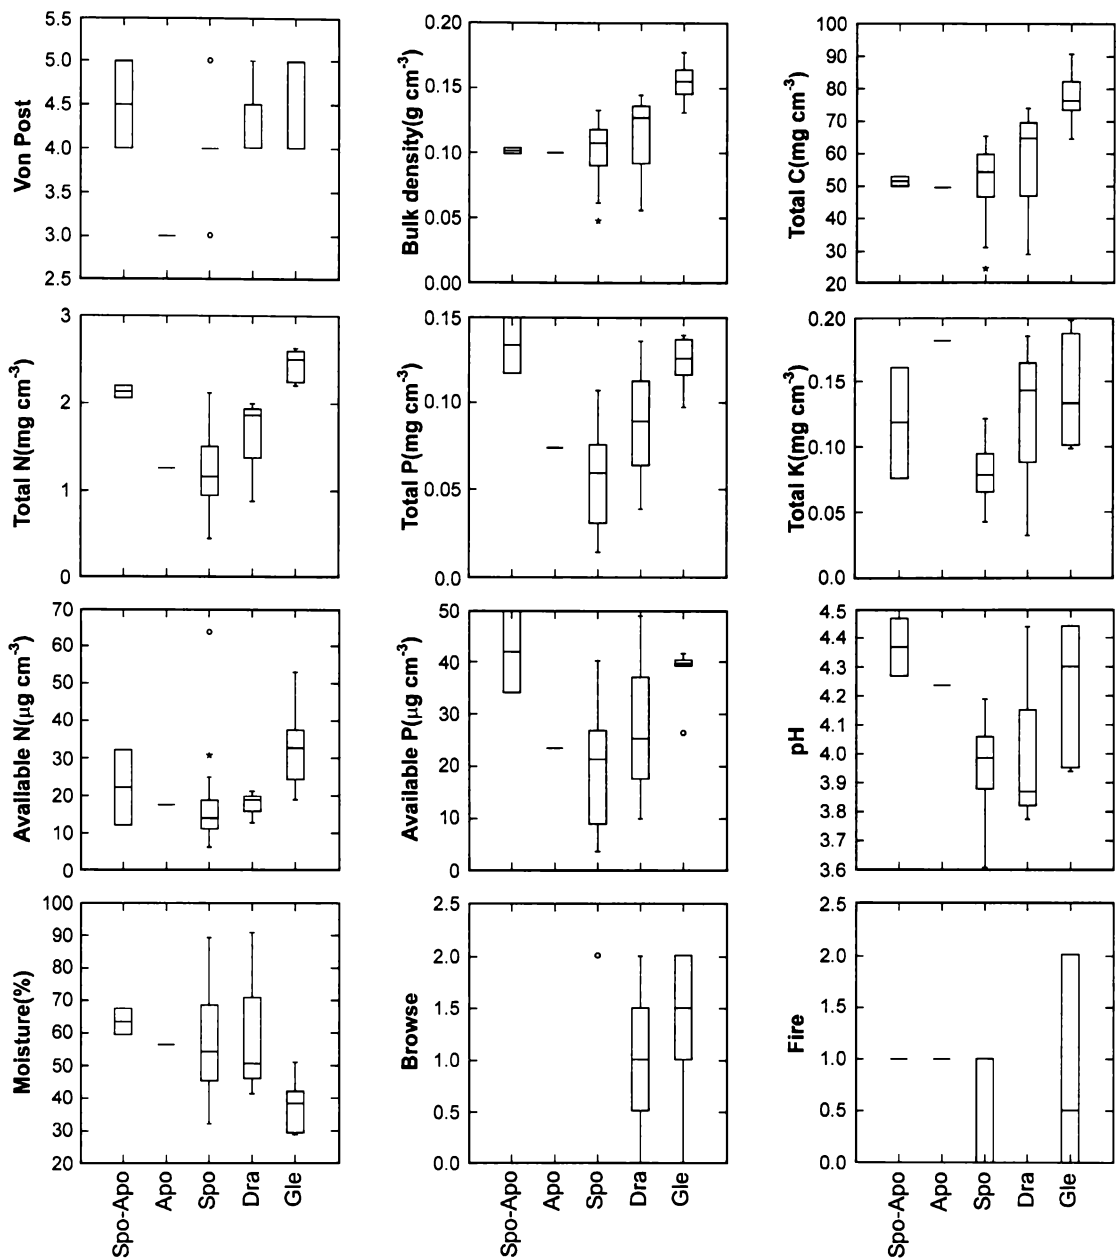 5.5
5.0
4.5
4.0
3.5
3.0
2.5
Von Post
0.20
0.15
0.10
0.05
0.00
Bulk density(g cm-3)
100
90
80
70
60
50
40
30
20
Total C(mg cm-3)
3
2
1
0
Total N(mg cm-3)
0.15
0.10
0.05
0.0
Total P(mg cm-3)
0.20
0.15
0.10
0.05
0.0
Total K(mg cm-3)
70
60
50
40
30
20
10
0
Available N(µg cm-3)
50
40
30
20
10
0
Available P(µg cm-3)
4.5
4.4
4.3
4.2
4.1
4.0
3.9
3.8
3.7
3.6
pH
100
90
80
70
60
50
40
30
20
Moisture(%)
2.5
2.0
1.5
1.0
0.5
0.0
Browse
2.5
2.0
1.5
1.0
0.5
0.0
Fire
Spo-Apo
Apo
Spo
Dra
Gle
Spo-Apo
Apo
Spo
Dra
Gle
Spo-Apo
Apo
Spo
Dra
Gle